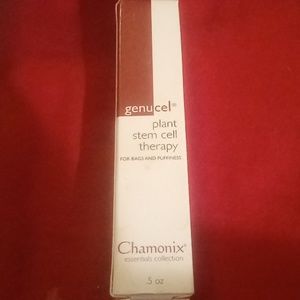 genucel®
plant
stem cell
therapy
FOR BAGS AND PUFFINESS
Chamonix®
essentials collection
.5 oz